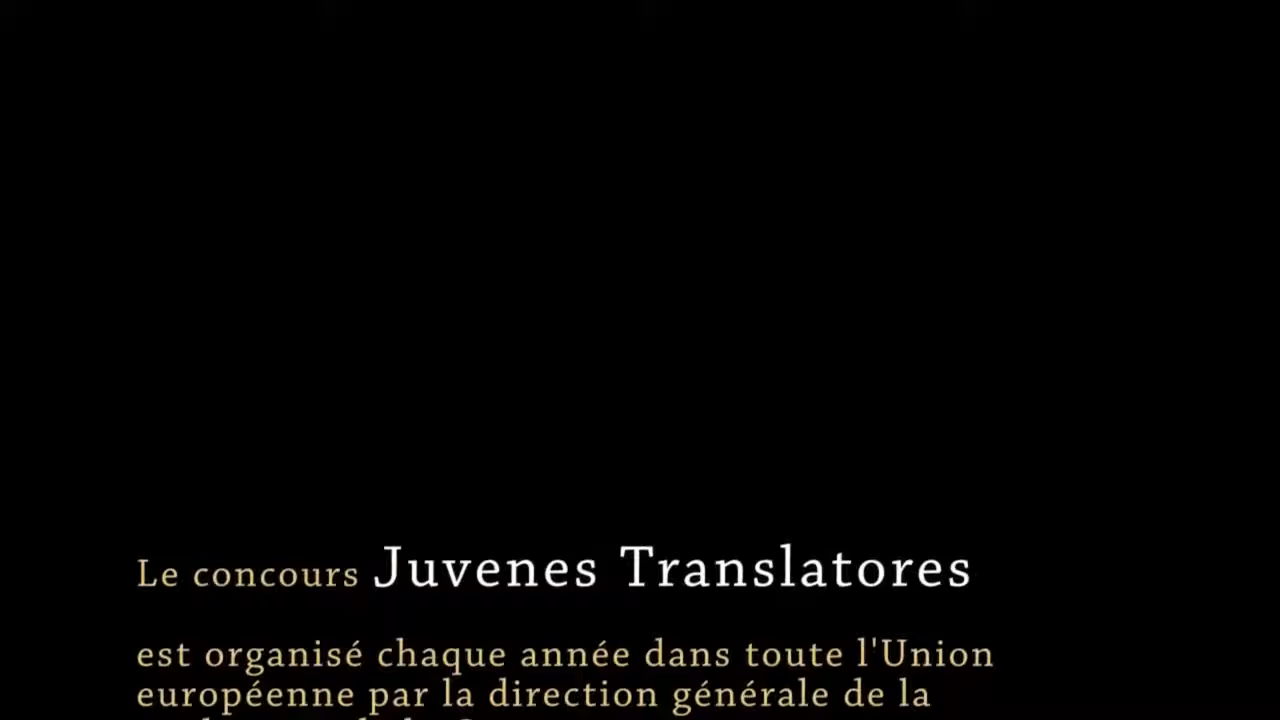 Le concours Juvenes Translatores
est organisé chaque année dans toute l'Union
européenne par la direction générale de la